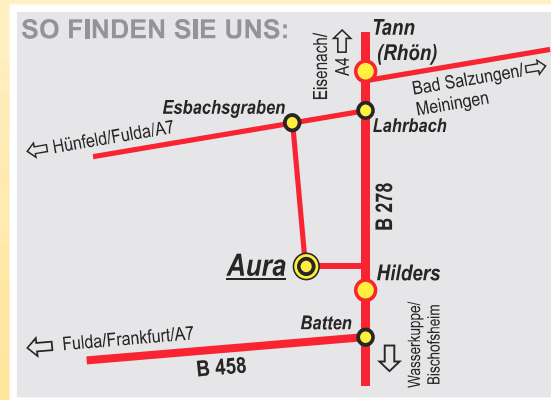 SO FINDEN SIE UNS:
Tann
(Rhön)
Eisenach/
A4
Bad Salzungen/
Meiningen
Esbachsgraben
Lahrbach
Hünfeld/Fulda/A7
B 278
Aura
Hilders
Batten
Fulda/Frankfurt/A7
B 458
Wasserkuppe/
Bischofsheim